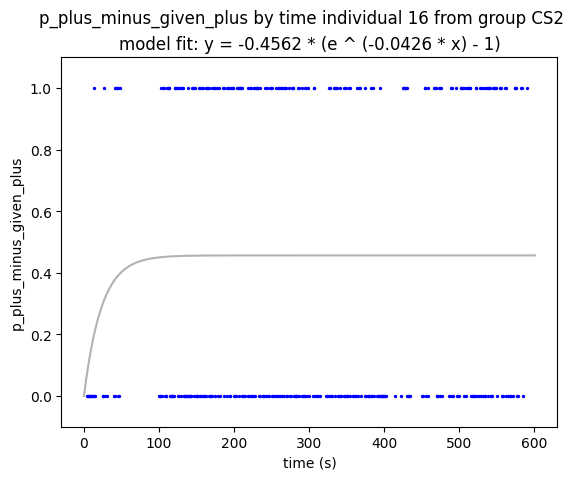 p_plus_minus_given_plus by time individual 16 from group CS2
model fit: y = -0.4562 * (e ^ (-0.0426 * x) - 1)
1.0
0.8
0.6
0.4
0.2
0.0
p_plus_minus_given_plus
0 100 200 300 400 500 600
time (s)